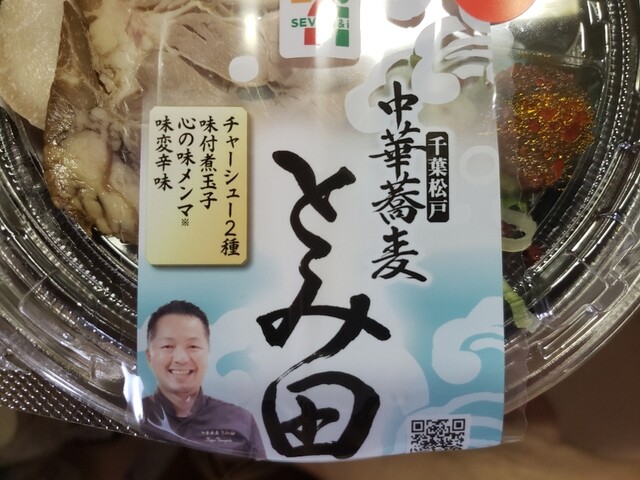 SEVEN&i
千葉松戸
中華蕎麦
とみ田
チャーシュー2種
味付煮玉子
心の味メンマ※
味変辛味